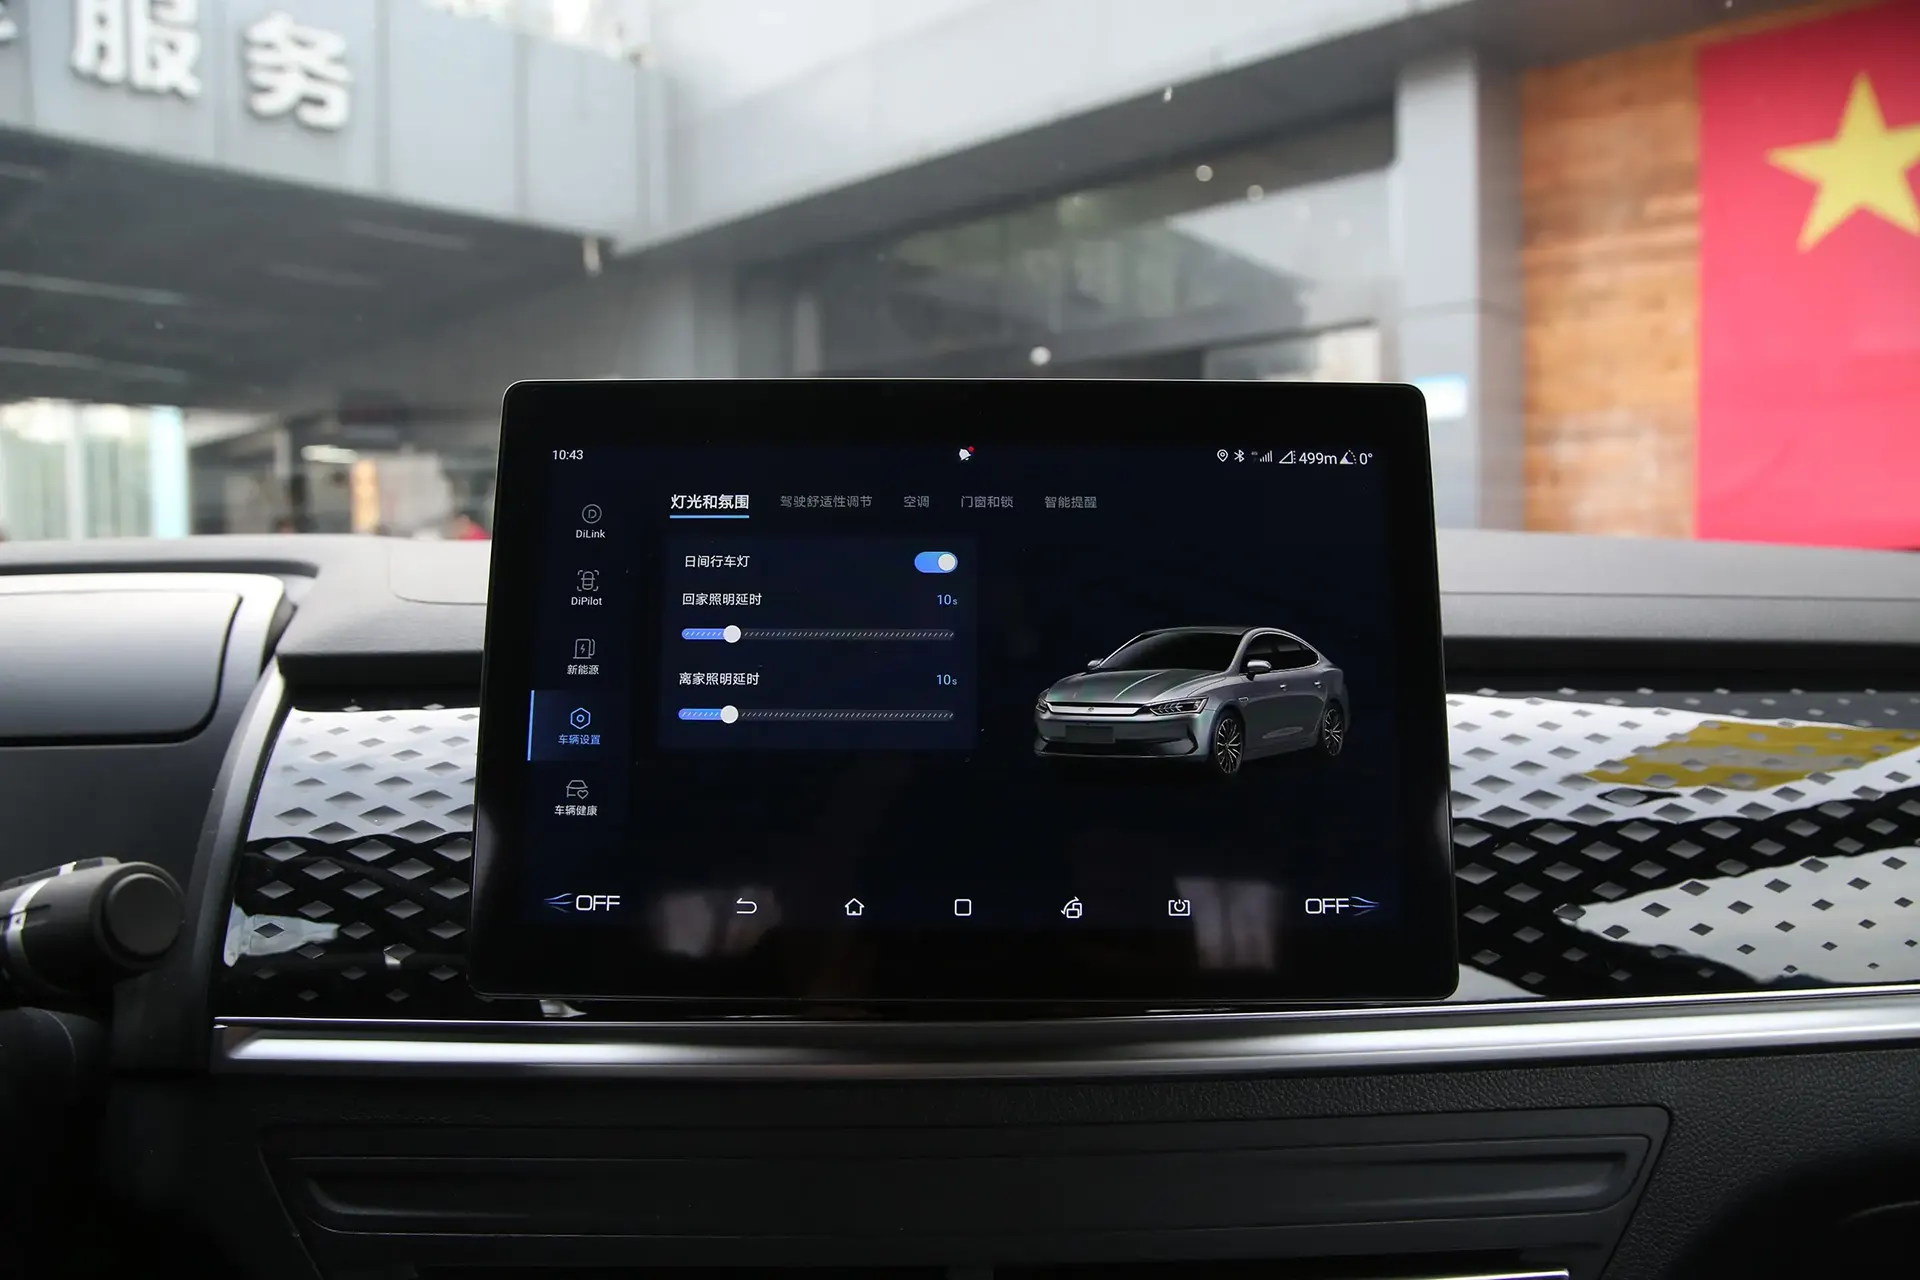 服务
10:43
499m 0°
灯光和氛围 驾驶舒适性调节 空调 门窗和锁 智能提醒
DiLink
DiPilot
新能源
车辆设置
车辆健康
日间行车灯
回家照明延时 10s
离家照明延时 10s
OFF OFF